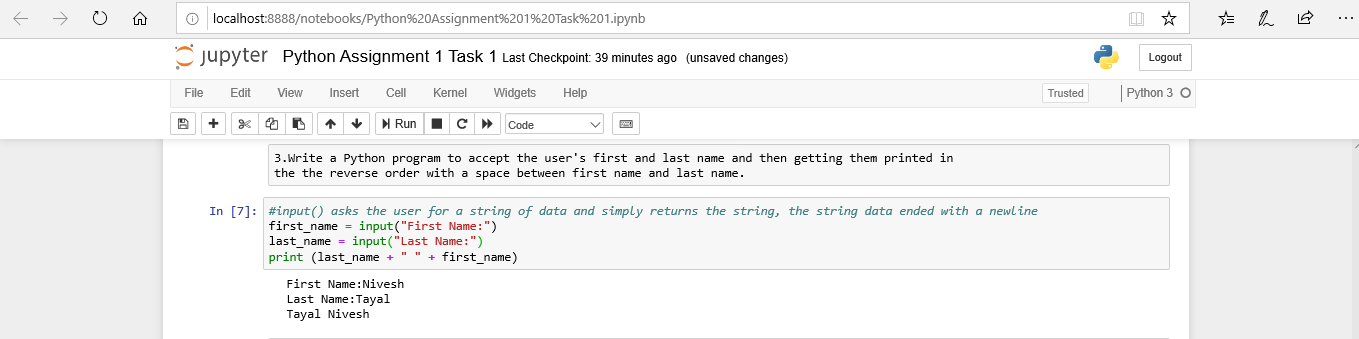 localhost:8888/notebooks/Python%20Assignment%201%20Task%201.ipynb
jupyter Python Assignment 1 Task 1 Last Checkpoint: 39 minutes ago (unsaved changes) Logout
File Edit View Insert Cell Kernel Widgets Help Trusted Python 3
Run Code
3.Write a Python program to accept the user's first and last name and then getting them printed in
the the reverse order with a space between first name and last name.
In [7]: #input() asks the user for a string of data and simply returns the string, the string data ended with a newline
first_name = input("First Name:")
last_name = input("Last Name:")
print (last_name + " " + first_name)
First Name:Nivesh
Last Name:Tayal
Tayal Nivesh